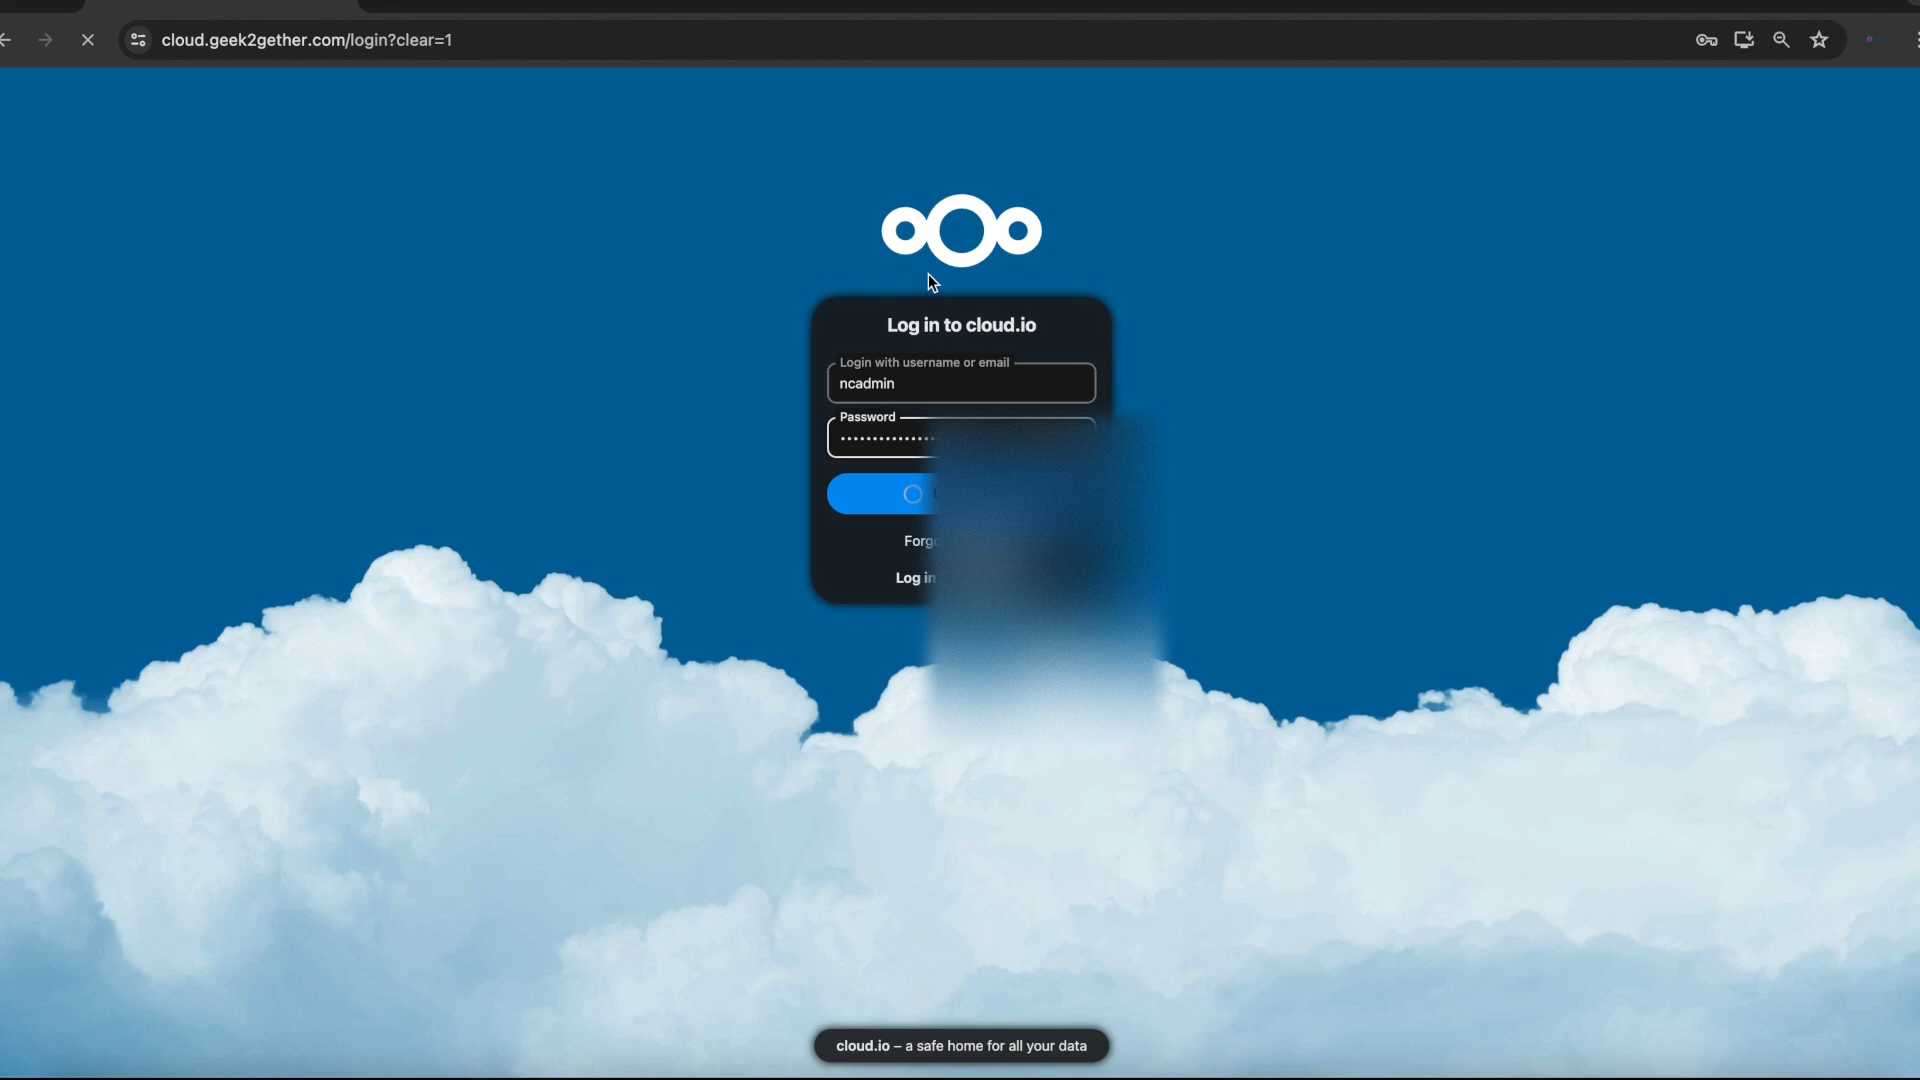 cloud.geek2gether.com/login?clear=1
Log in to cloud.io
Login with username or email
ncadmin
Password
Log in
cloud.io – a safe home for all your data